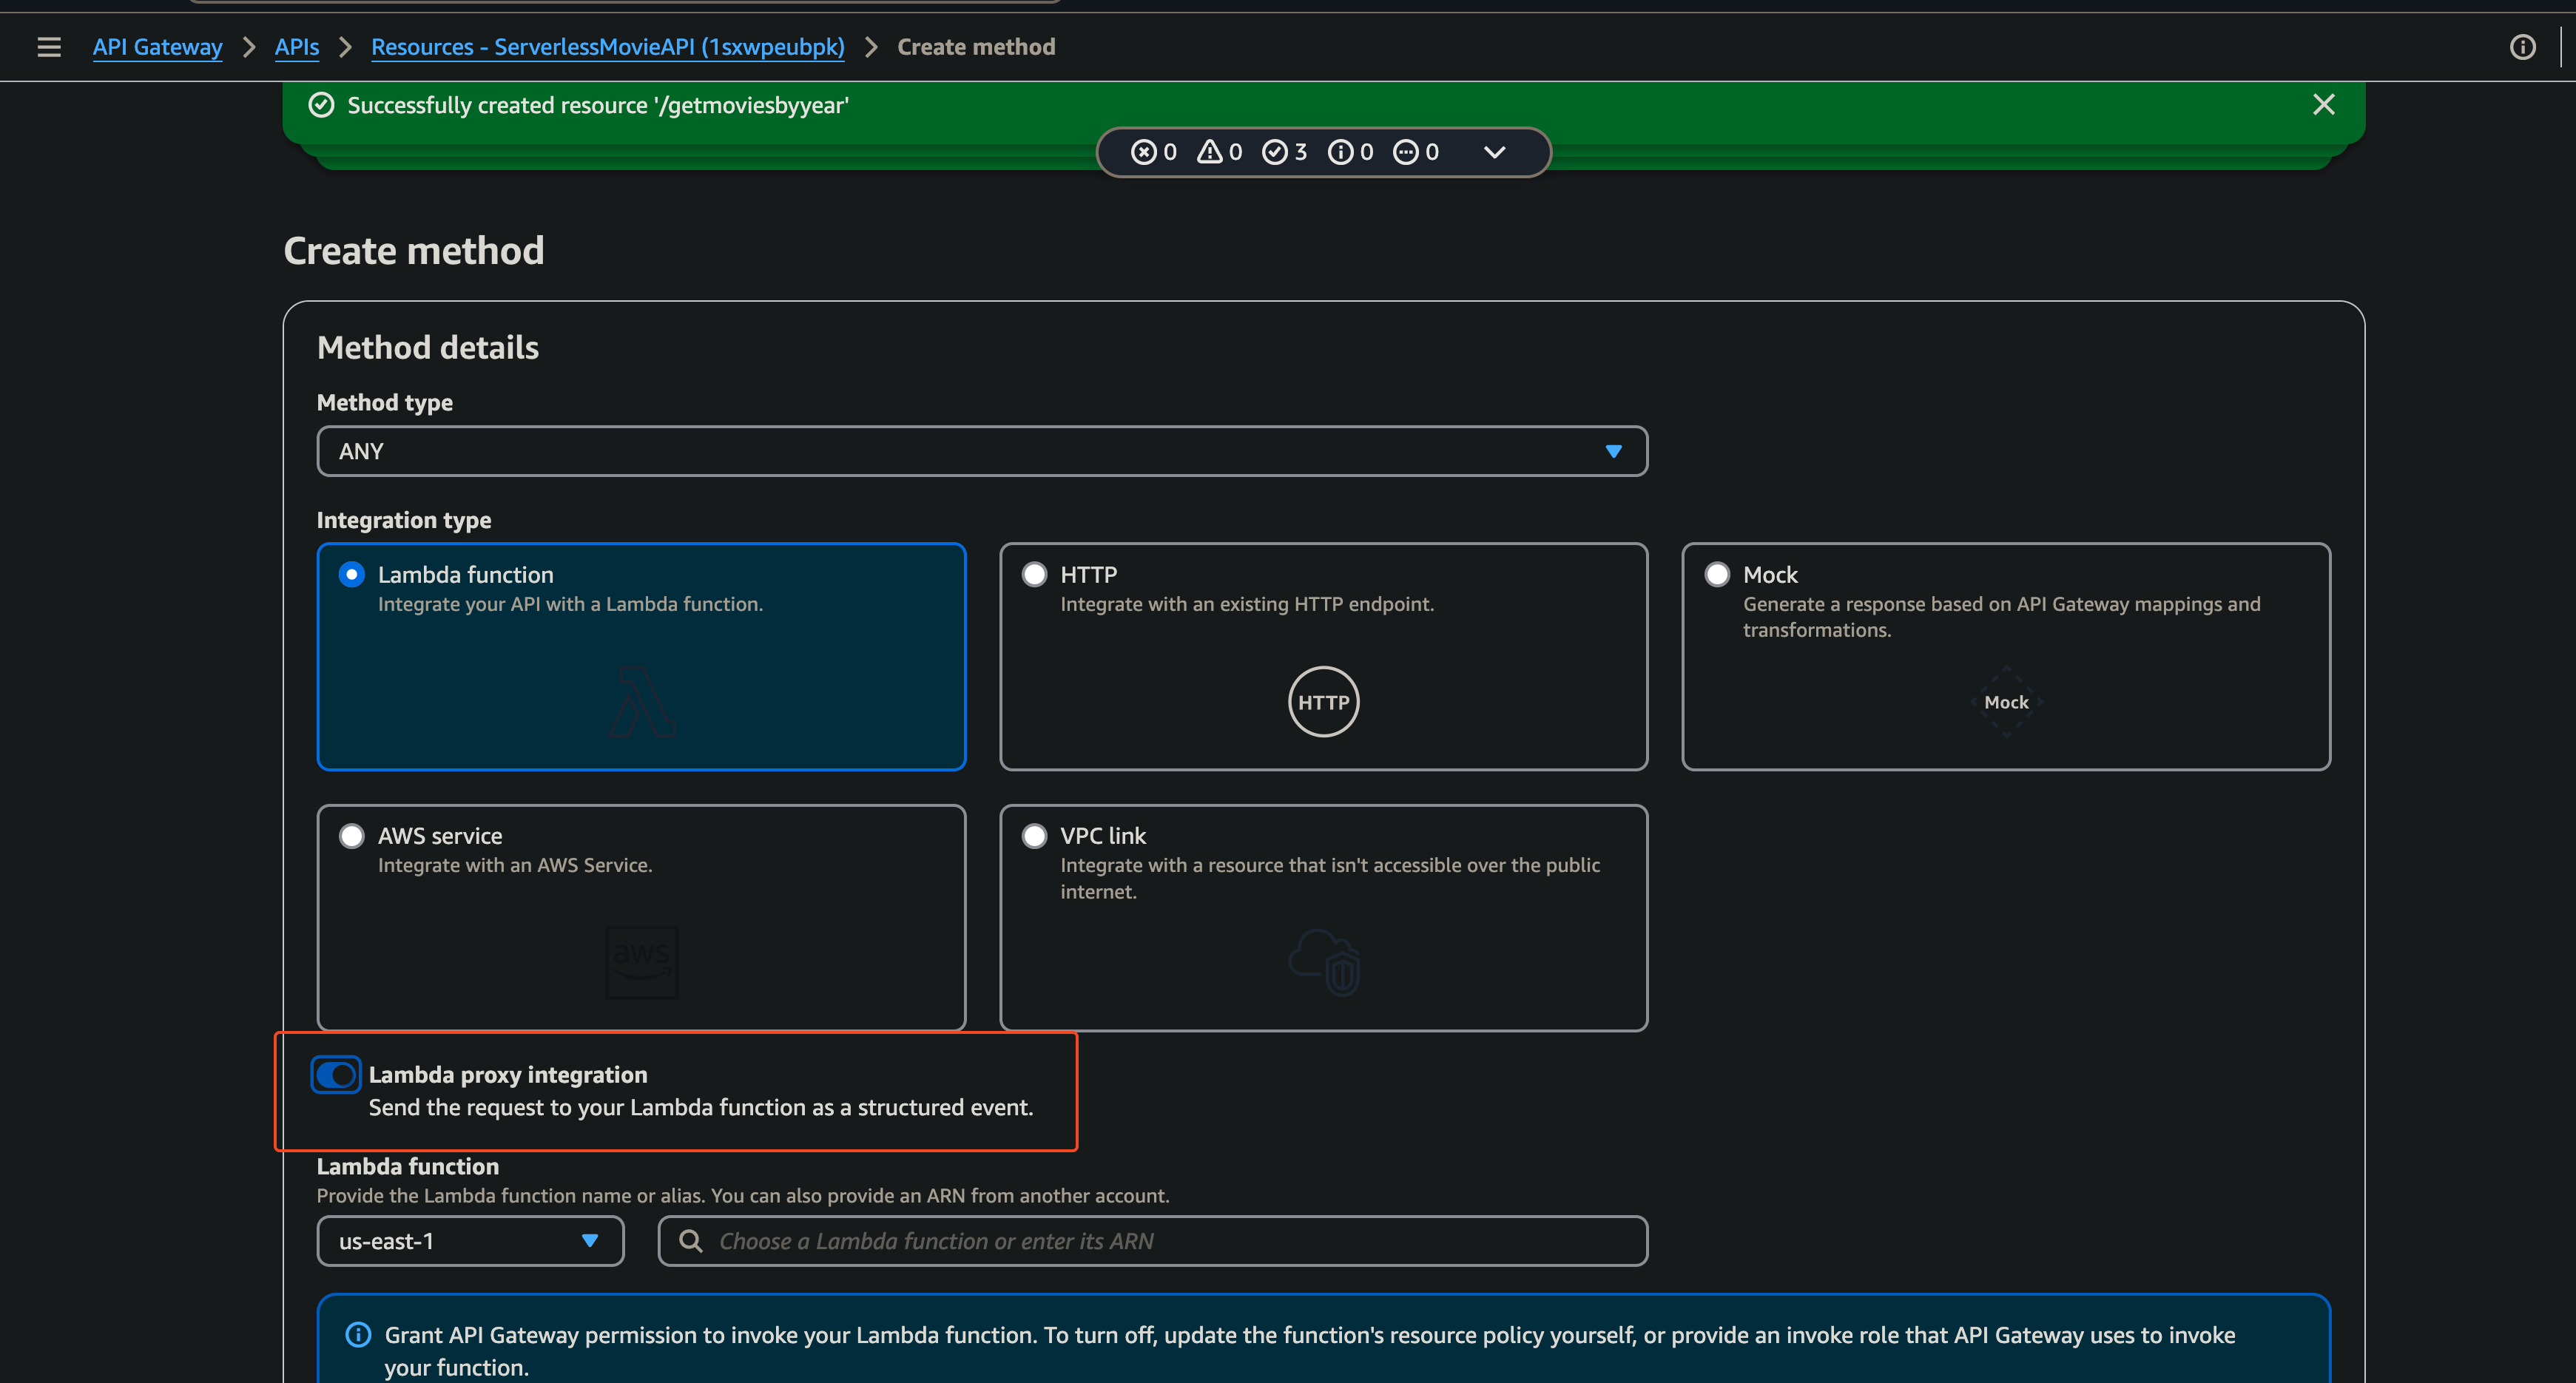 API Gateway > APIs > Resources - ServerlessMovieAPI (1sxwpeubpk) > Create method
Successfully created resource '/getmoviesbyyear'
0 0 3 0 0
Create method
Method details
Method type
ANY
Integration type
Lambda function
Integrate your API with a Lambda function.
HTTP
Integrate with an existing HTTP endpoint.
HTTP
Mock
Generate a response based on API Gateway mappings and
transformations.
Mock
AWS service
Integrate with an AWS Service.
aws
VPC link
Integrate with a resource that isn't accessible over the public
internet.
Lambda proxy integration
Send the request to your Lambda function as a structured event.
Lambda function
Provide the Lambda function name or alias. You can also provide an ARN from another account.
us-east-1
Choose a Lambda function or enter its ARN
Grant API Gateway permission to invoke your Lambda function. To turn off, update the function's resource policy yourself, or provide an invoke role that API Gateway uses to invoke
your function.